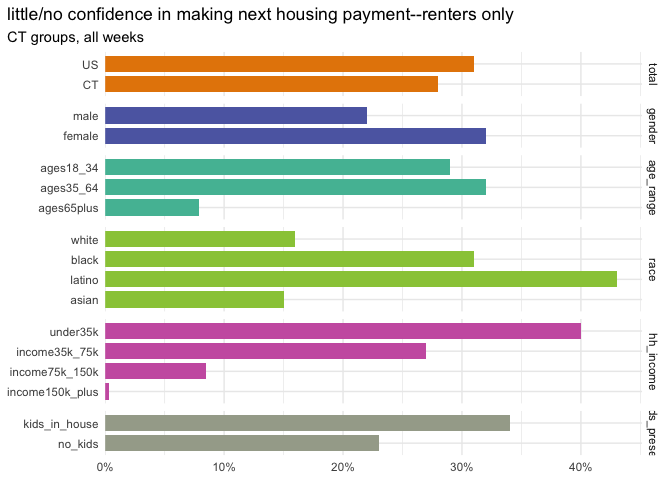 little/no confidence in making next housing payment--renters only
CT groups, all weeks
US
CT
total
male
female
gender
ages18_34
ages35_64
ages65plus
age_range
white
black
latino
asian
race
under35k
income35k_75k
income75k_150k
income150k_plus
hh_income
kids_in_house
no_kids
ds_prese
0% 10% 20% 30% 40%